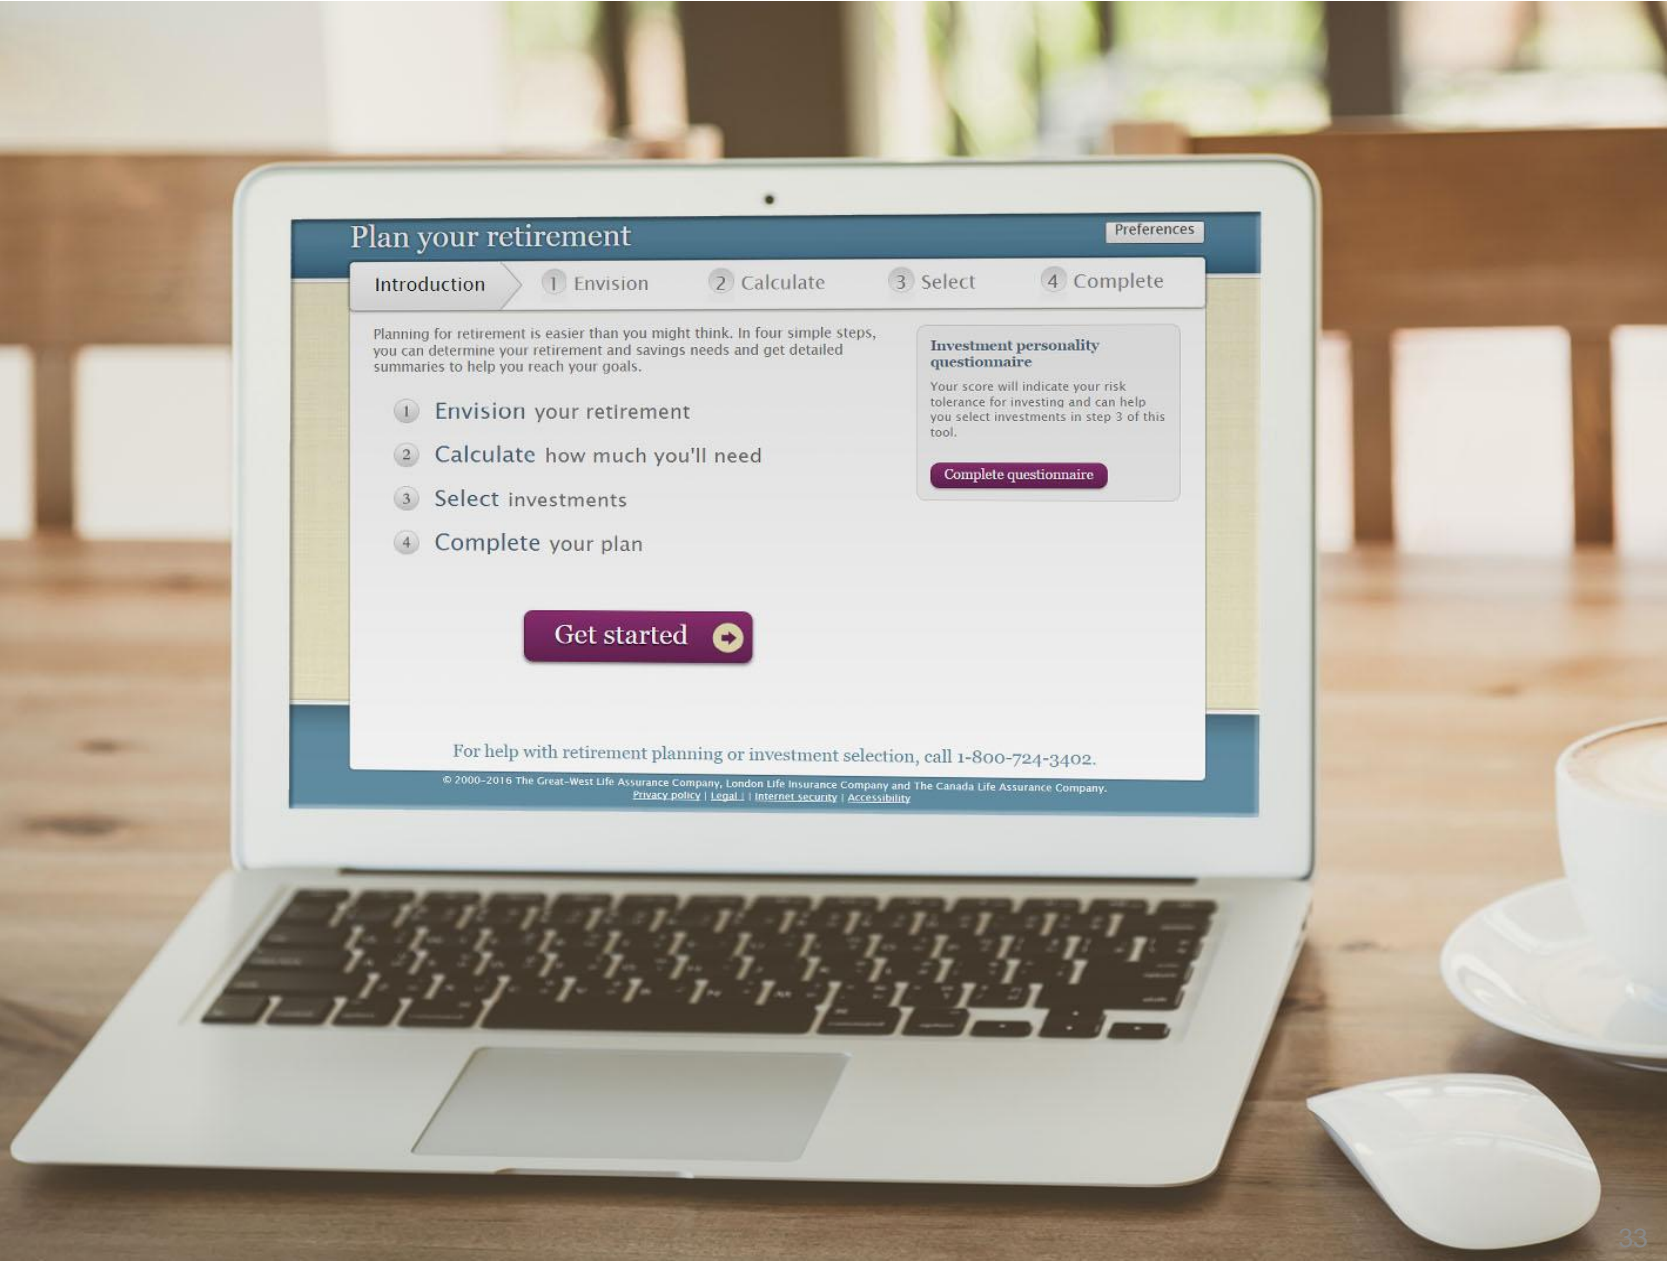 Plan your retirement
Preferences
Introduction
1 Envision
2 Calculate
3 Select
4 Complete
Planning for retirement is easier than you might think. In four simple steps,
you can determine your retirement and savings needs and get detailed
summaries to help you reach your goals.
1 Envision your retirement
2 Calculate how much you'll need
3 Select investments
4 Complete your plan
Get started
Investment personality
questionnaire
Your score will indicate your risk
tolerance for investing and can help
you select investments in step 3 of this
tool.
Complete questionnaire
For help with retirement planning or investment selection, call 1-800-724-3402.
© 2000-2016 The Great-West Life Assurance Company, London Life Insurance Company and The Canada Life Assurance Company.
Privacy policy | Legal | | Internet security | Accessibility
33